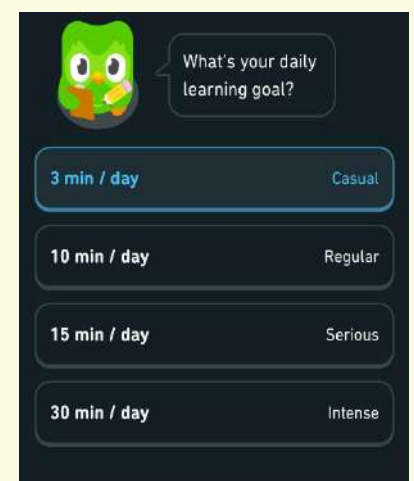 What's your daily
learning goal?
3 min / day Casual
10 min / day Regular
15 min / day Serious
30 min / day Intense